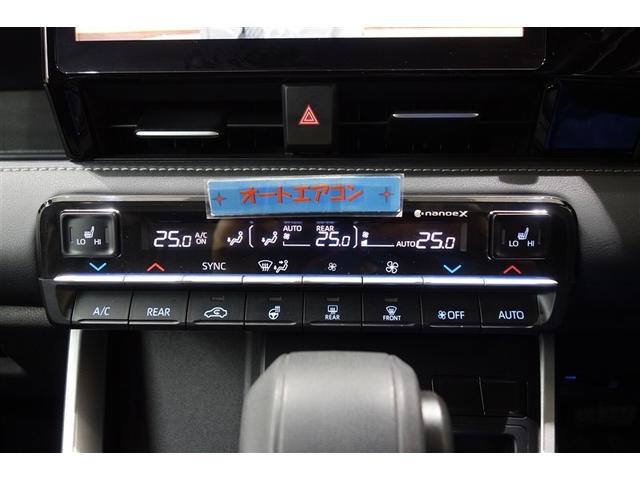 オートエアコン
nanoeX
LO HI
25.0 A/C ON
AUTO REAR
25.0
AUTO 25.0
LO HI
SYNC
A/C REAR REAR FRONT OFF AUTO